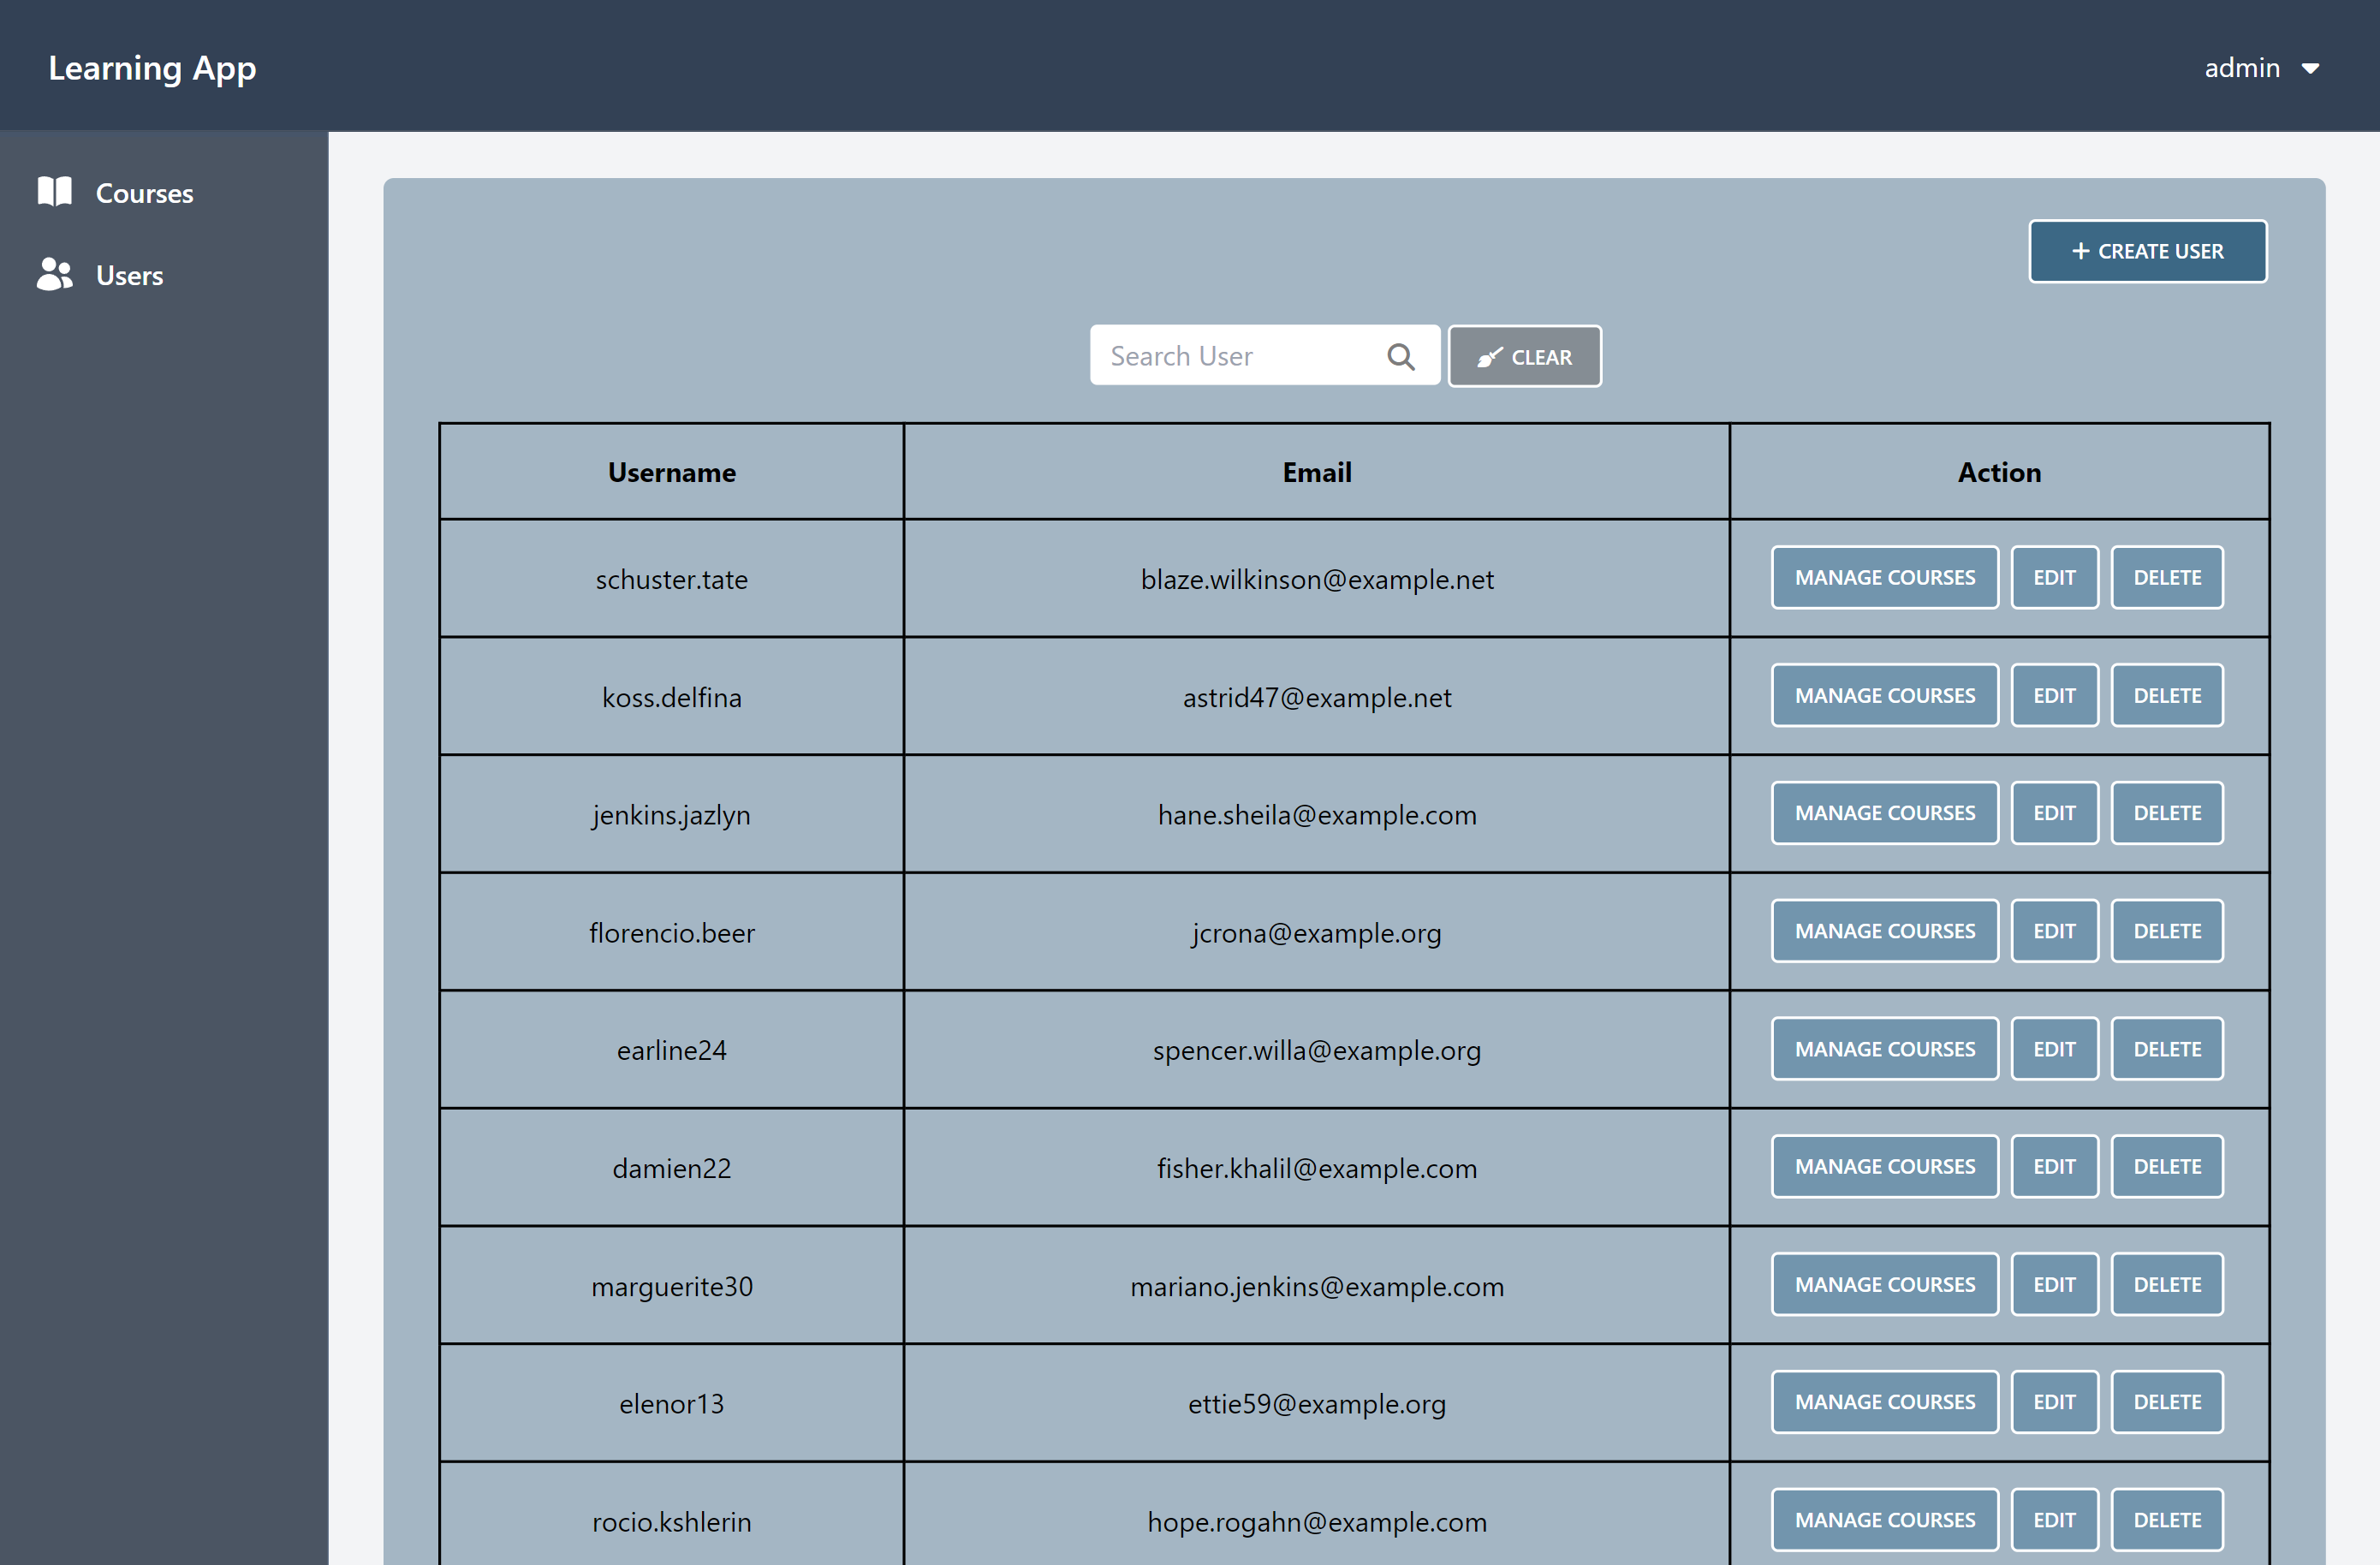 Learning App
admin
Courses
Users
CREATE USER
Search User
CLEAR
Username Email Action
schuster.tate blaze.wilkinson@example.net MANAGE COURSES EDIT DELETE
koss.delfina astrid47@example.net MANAGE COURSES EDIT DELETE
jenkins.jazlyn hane.sheila@example.com MANAGE COURSES EDIT DELETE
florencio.beer jcrona@example.org MANAGE COURSES EDIT DELETE
earline24 spencer.willa@example.org MANAGE COURSES EDIT DELETE
damien22 fisher.khalil@example.com MANAGE COURSES EDIT DELETE
marguerite30 mariano.jenkins@example.com MANAGE COURSES EDIT DELETE
elenor13 ettie59@example.org MANAGE COURSES EDIT DELETE
rocio.kshlerin hope.rogahn@example.com MANAGE COURSES EDIT DELETE